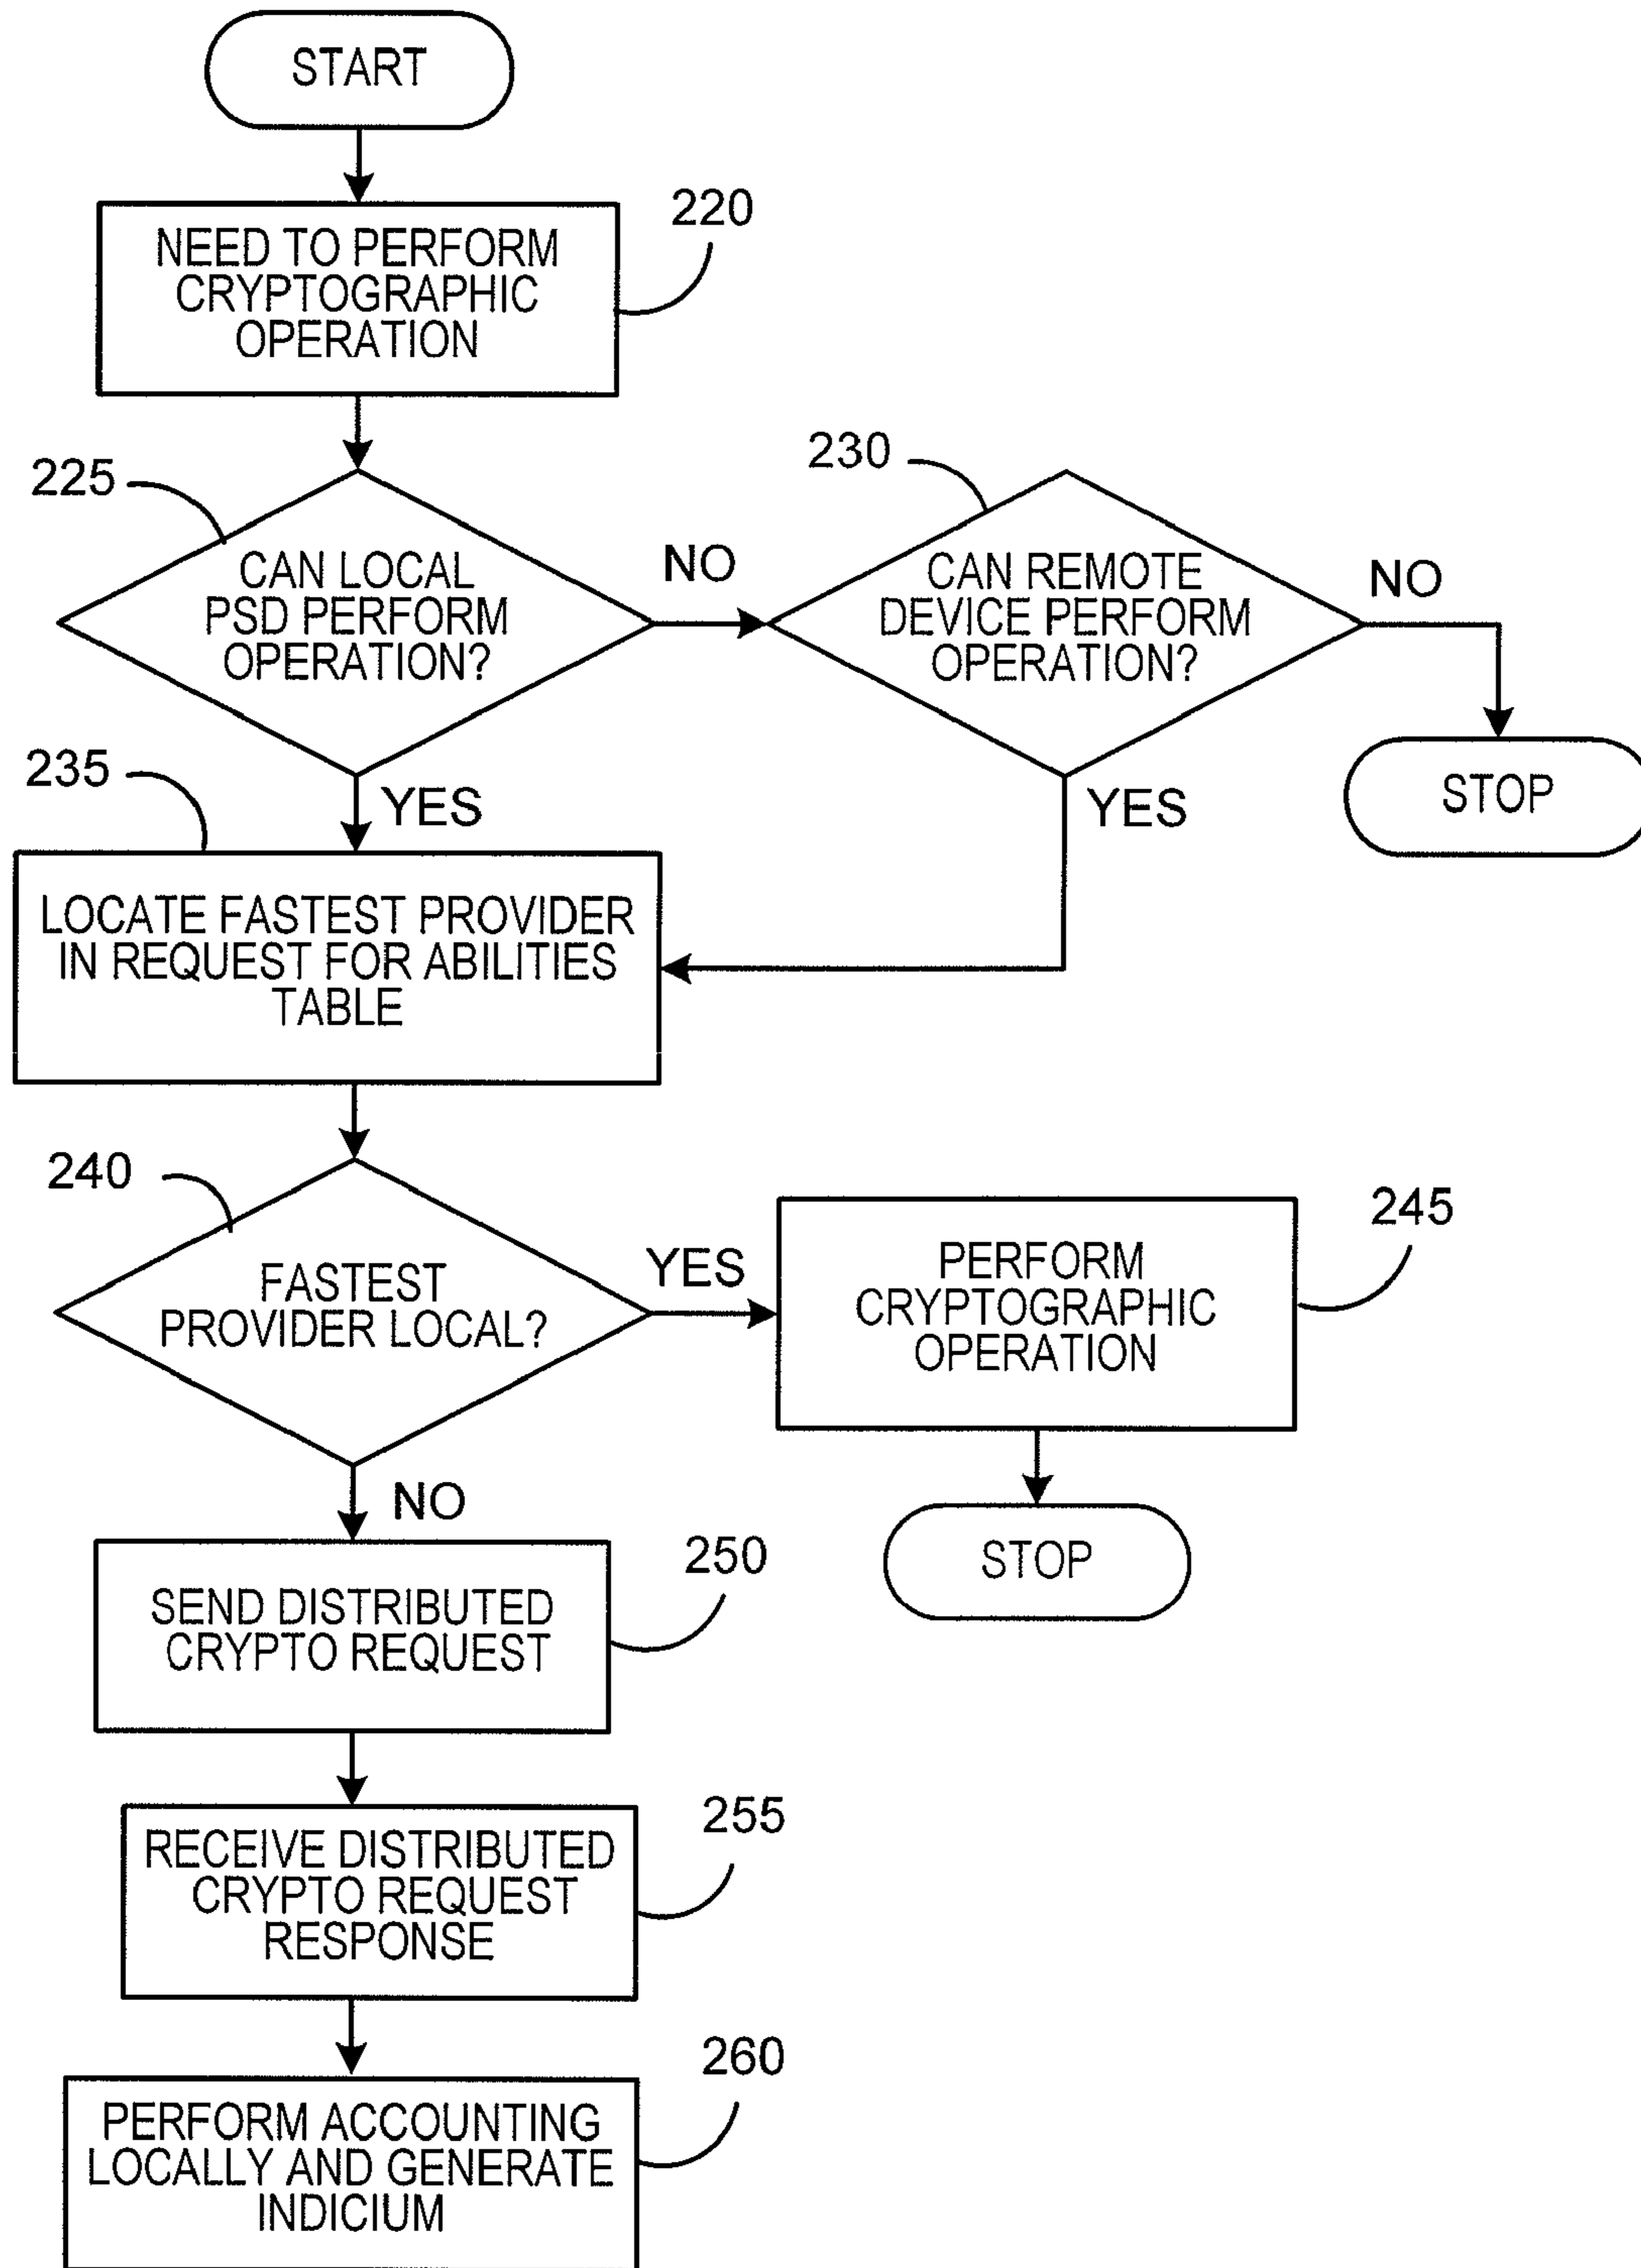 START
220
NEED TO PERFORM
CRYPTOGRAPHIC
OPERATION
225
CAN LOCAL
PSD PERFORM
OPERATION?
NO
230
CAN REMOTE
DEVICE PERFORM
OPERATION?
NO
STOP
YES
YES
235
LOCATE FASTEST PROVIDER
IN REQUEST FOR ABILITIES
TABLE
240
FASTEST
PROVIDER LOCAL?
YES
245
PERFORM
CRYPTOGRAPHIC
OPERATION
STOP
NO
250
SEND DISTRIBUTED
CRYPTO REQUEST
255
RECEIVE DISTRIBUTED
CRYPTO REQUEST
RESPONSE
260
PERFORM ACCOUNTING
LOCALLY AND GENERATE
INDICIUM